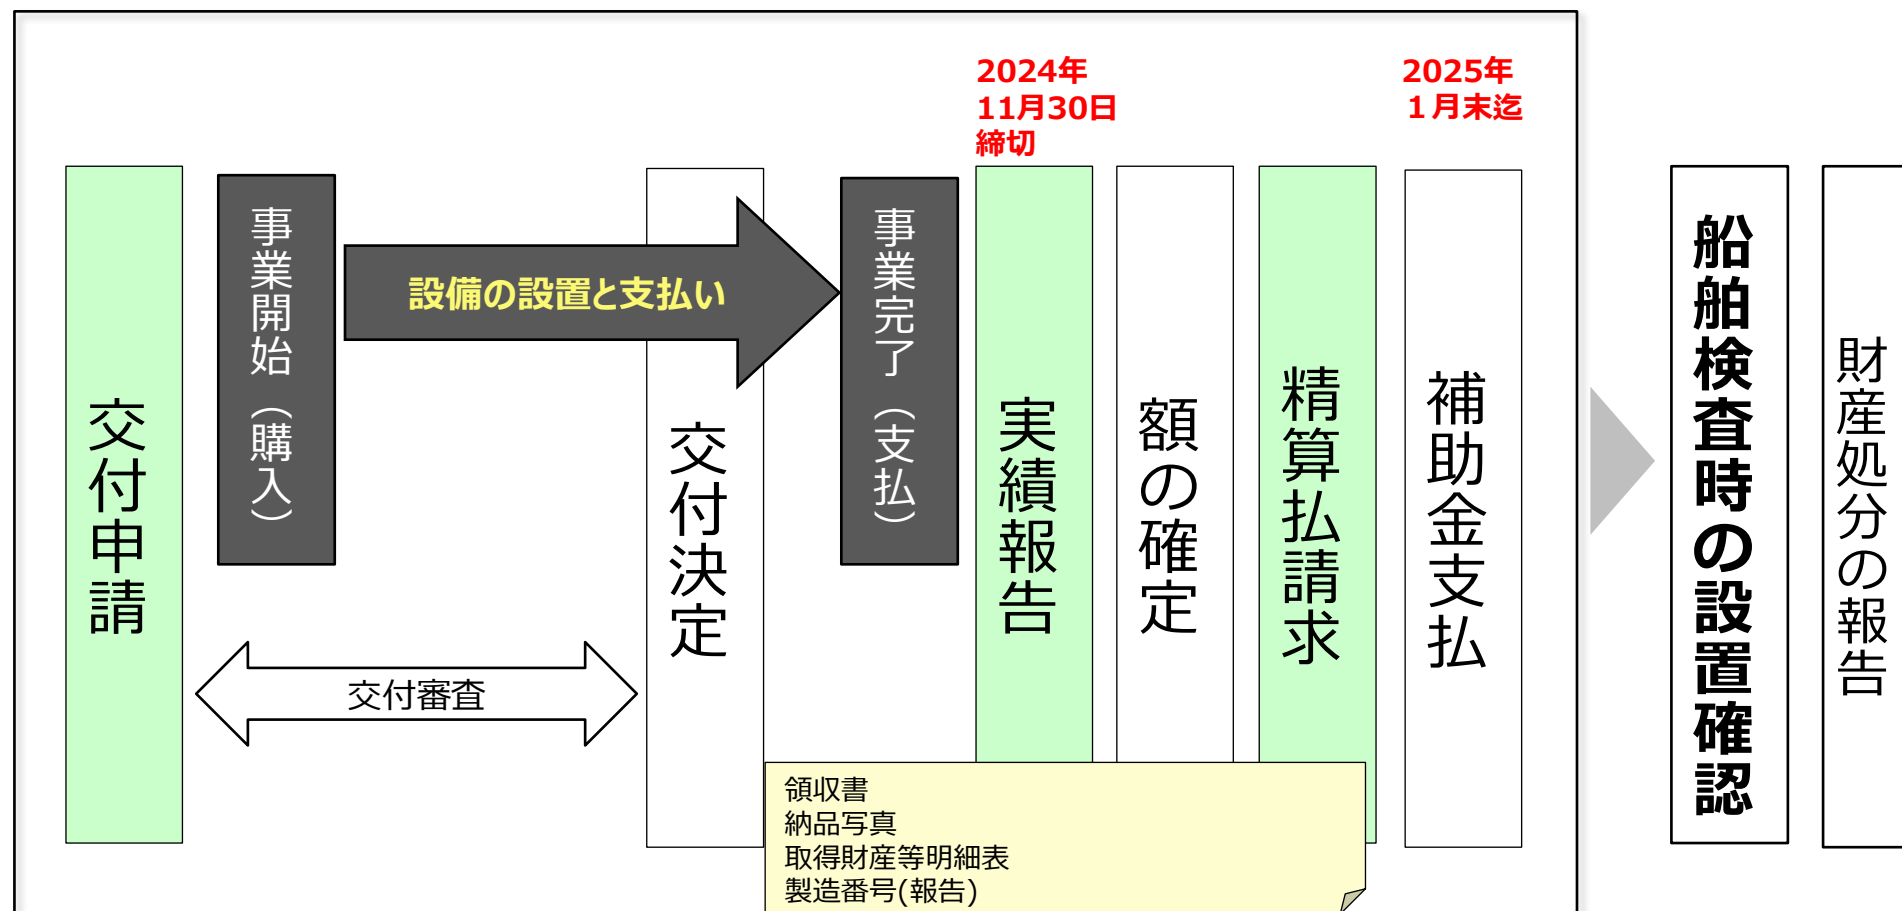 2024年
11月30日
締切
2025年
１月末迄
交付申請
事業開始（購入）
設備の設置と支払い
交付審査
交付決定
事業完了（支払）
実績報告
額の確定
精算払請求
補助金支払
領収書
納品写真
取得財産等明細表
製造番号(報告)
船舶検査時の設置確認
財産処分の報告